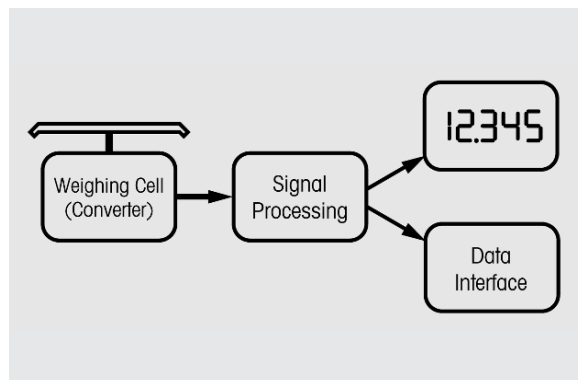 Weighing Cell
(Converter)
Signal
Processing
12.345
Data
Interface